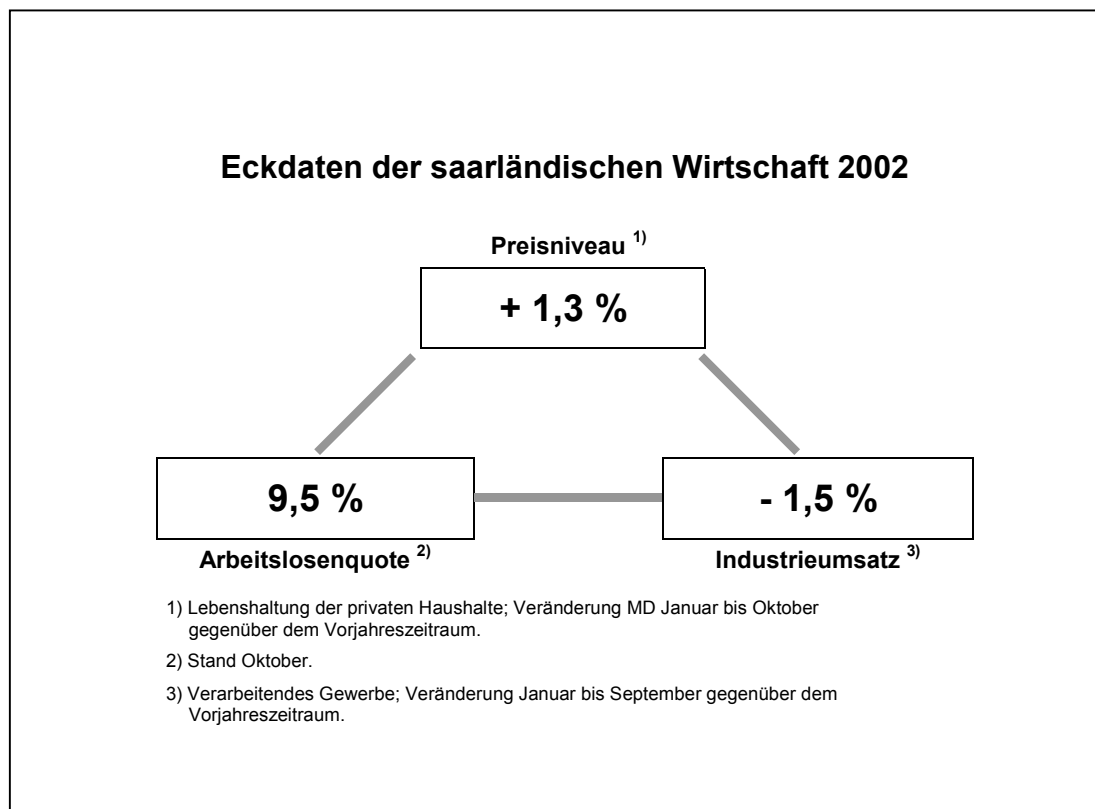 Eckdaten der saarländischen Wirtschaft 2002
Preisniveau 1)
+ 1,3 %
9,5 %
- 1,5 %
Arbeitslosenquote 2)
Industrieumsatz 3)
1) Lebenshaltung der privaten Haushalte; Veränderung MD Januar bis Oktober
gegenüber dem Vorjahreszeitraum.
2) Stand Oktober.
3) Verarbeitendes Gewerbe; Veränderung Januar bis September gegenüber dem
Vorjahreszeitraum.